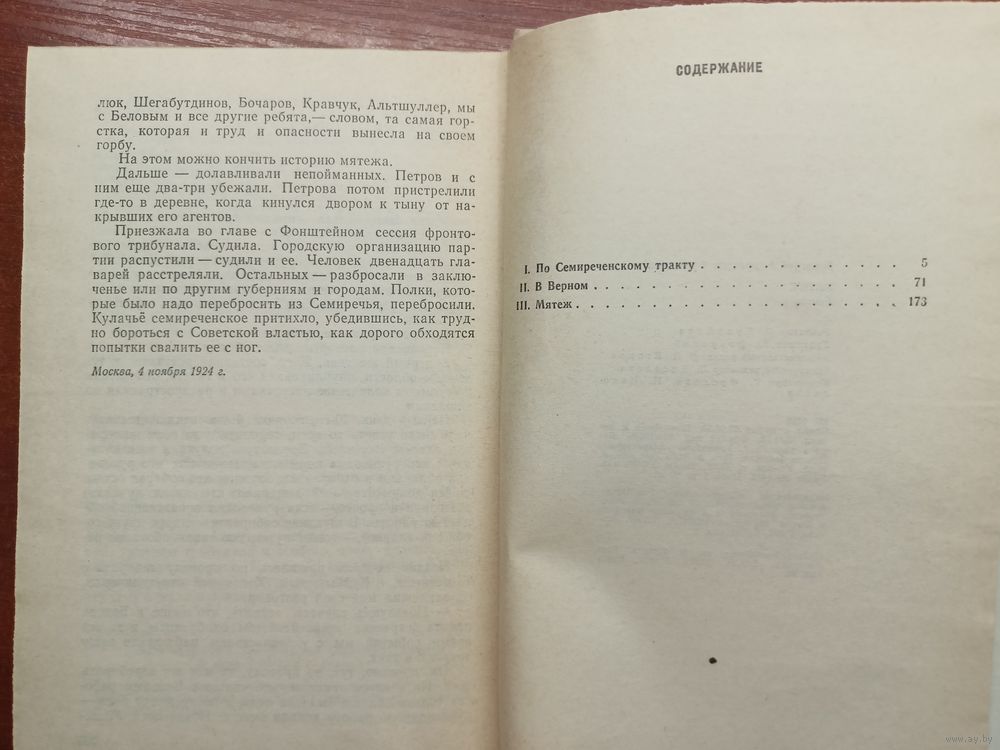 люк, Шегабутдинов, Бочаров, Кравчук, Альтшуллер, мы
с Беловым и все другие ребята,— словом, та самая гор-
стка, которая и труд и опасности вынесла на своем
горбу.
На этом можно кончить историю мятежа.
Дальше — долавливали непойманных. Петров и с
ним еще два-три убежали. Петрова потом пристрелили
где-то в деревне, когда кинулся двором к тыну от на-
крывших его агентов.
Приезжала во главе с Фонштейном сессия фронто-
вого трибунала. Судила. Городскую организацию пар-
тии распустили — судили и ее. Человек двенадцать гла-
варей расстреляли. Остальных — разбросали в заклю-
ченье или по другим губерниям и городам. Полки, кото-
рые было надо перебросить из Семиречья, перебросили.
Кулачьё семиреченское притихло, убедившись, как труд-
но бороться с Советской властью, как дорого обходятся
попытки свалить ее с ног.
Москва, 4 ноября 1924 г.
СОДЕРЖАНИЕ
I. По Семиреченскому тракту . . . . . . . . . . . . . 5
II. В Верном . . . . . . . . . . . . . . . . . . . . 71
III. Мятеж . . . . . . . . . . . . . . . . . . . . . 173
www.ay.by